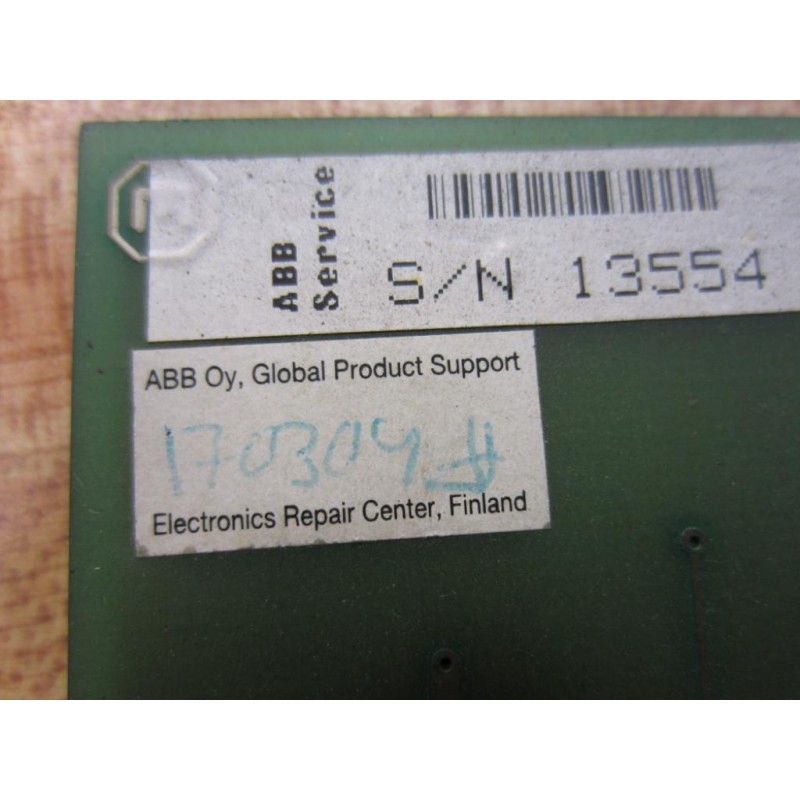 ABB
Service
S/N 13554
ABB Oy, Global Product Support
170304
Electronics Repair Center, Finland